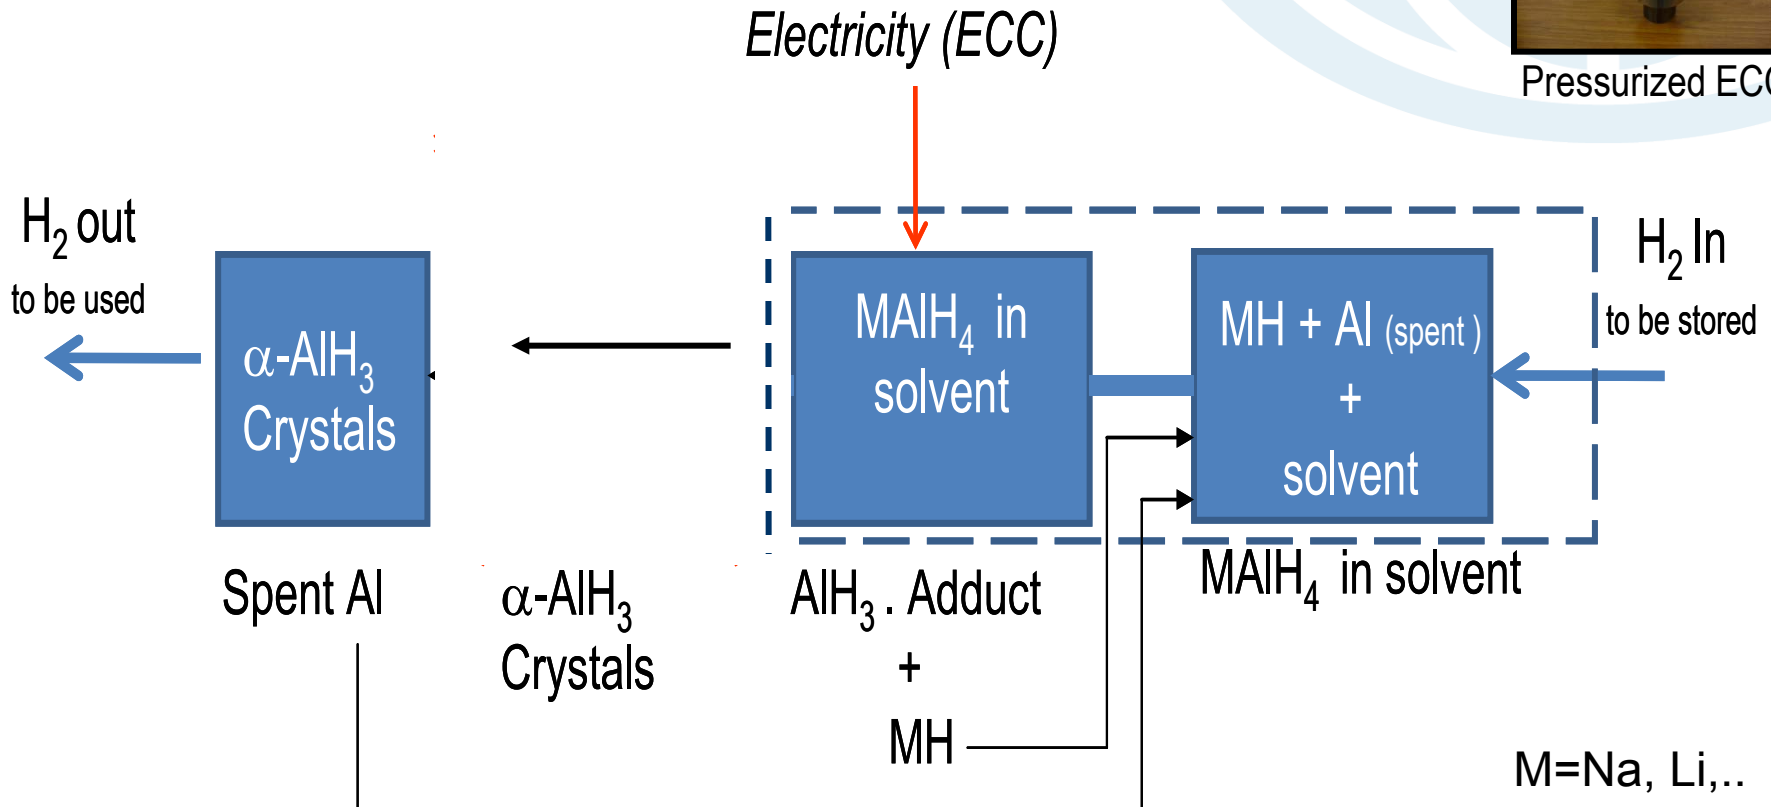 Electricity (ECC)
Pressurized ECC
H₂ out
to be used
α-AlH₃
Crystals
MAlH₄ in
solvent
MH + Al (spent )
+
solvent
H₂ In
to be stored
Spent Al
α-AlH₃
Crystals
AlH₃ . Adduct
+
MH
MAlH₄ in solvent
M=Na, Li,..